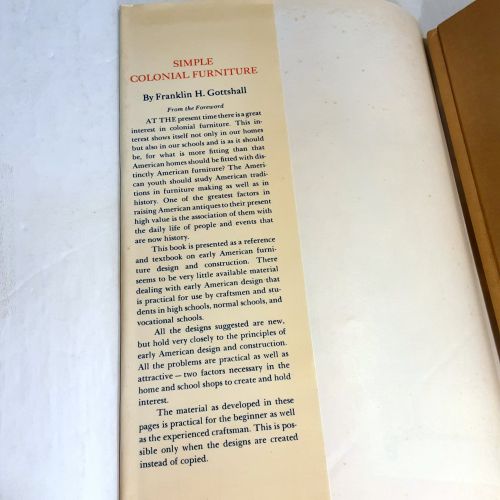 SIMPLE
COLONIAL FURNITURE
By Franklin H. Gottshall
From the Foreword
AT THE present time there is a great
interest in colonial furniture. This in-
terest shows itself not only in our homes
but also in our schools and is as it should
be, for what is more fitting than that
American homes should be fitted with dis-
tinctly American furniture? The Ameri-
can youth should study American tradi-
tions in furniture making as well as in
history. One of the greatest factors in
raising American antiques to their present
high value is the association of them with
the daily life of people and events that
are now history.
This book is presented as a reference
and textbook on early American furni-
ture design and construction. There
seems to be very little available material
dealing with early American design that
is practical for use by craftsmen and stu-
dents in high schools, normal schools, and
vocational schools.
All the designs suggested are new,
but hold very closely to the principles of
early American design and construction.
All the problems are practical as well as
attractive — two factors necessary in the
home and school shops to create and hold
interest.
The material as developed in these
pages is practical for the beginner as well
as the experienced craftsman. This is pos-
sible only when the designs are created
instead of copied.